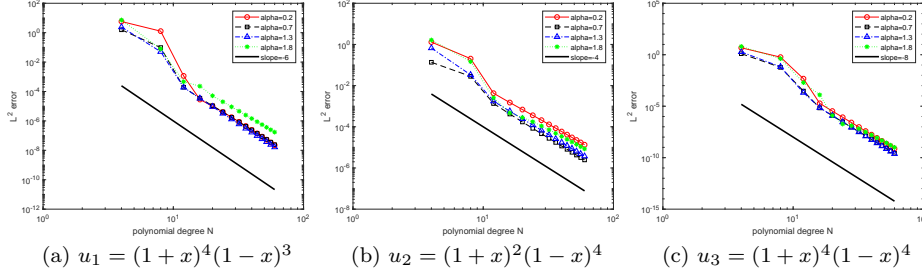 10^2
10^0
10^-2
10^-4
10^-6
10^-8
10^-10
10^-12
10^0
10^1
10^2
L^2 error
polynomial degree N
alpha=0.2
alpha=0.7
alpha=1.3
alpha=1.8
slope=-6
(a) u_1 = (1+x)^4(1−x)^3
10^2
10^0
10^-2
10^-4
10^-6
10^-8
10^0
10^1
10^2
L^2 error
polynomial degree N
alpha=0.2
alpha=0.7
alpha=1.3
alpha=1.8
slope=-4
(b) u_2 = (1+x)^2(1−x)^4
10^5
10^0
10^-5
10^-10
10^-15
10^0
10^1
10^2
L^2 error
polynomial degree N
alpha=0.2
alpha=0.7
alpha=1.3
alpha=1.8
slope=-8
(c) u_3 = (1+x)^4(1−x)^4